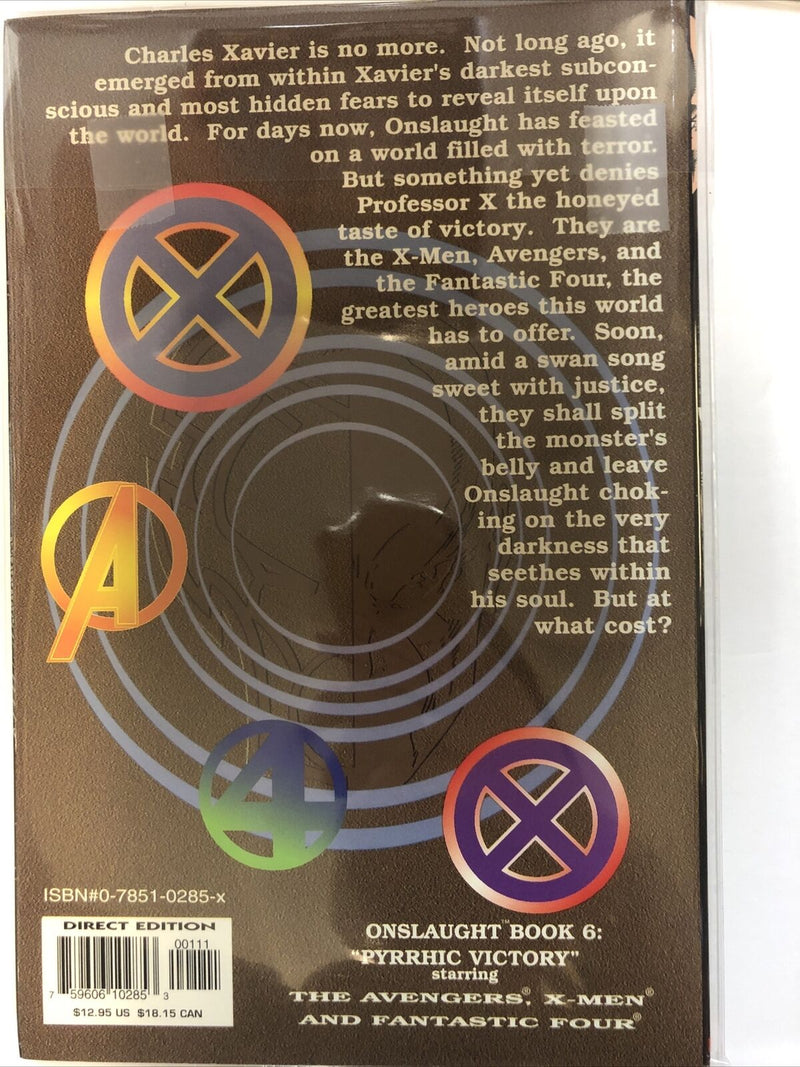 Charles Xavier is no more. Not long ago, it
emerged from within Xavier's darkest subcon-
scious and most hidden fears to reveal itself upon
the world. For days now, Onslaught has feasted
on a world filled with terror.
But something yet denies
Professor X the honeyed
taste of victory. They are
the X-Men, Avengers, and
the Fantastic Four, the
greatest heroes this world
has to offer. Soon,
amid a swan song
sweet with justice,
they shall split
the monster's
belly and leave
Onslaught chok-
ing on the very
darkness that
seethes within
his soul. But at
what cost?
A
4
ISBN#0-7851-0285-x
DIRECT EDITION
00111
7 59606 10285 3
$12.95 US $18.15 CAN
ONSLAUGHT™ BOOK 6:
"PYRRHIC VICTORY"
starring
THE AVENGERS®, X-MEN®
AND FANTASTIC FOUR®